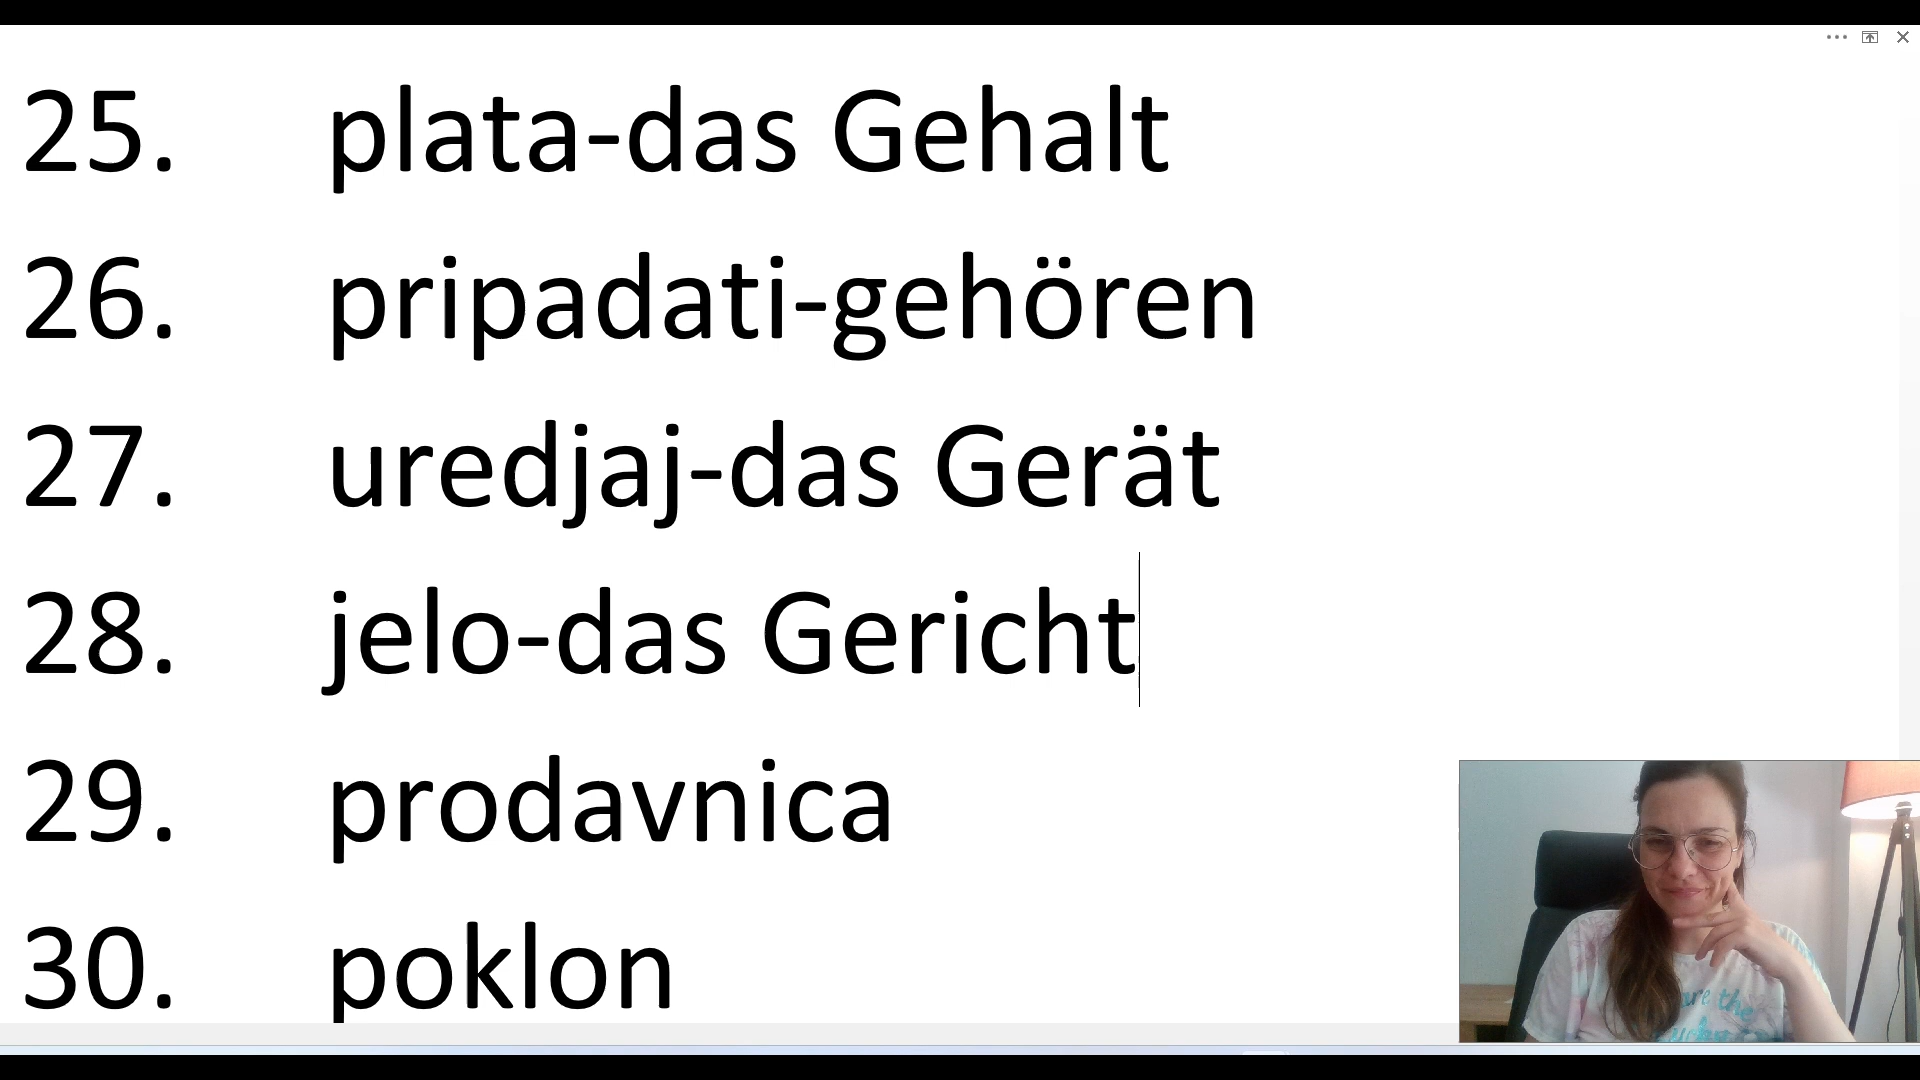 25. plata-das Gehalt
26. pripadati-gehören
27. uredjaj-das Gerät
28. jelo-das Gericht
29. prodavnica
30. poklon